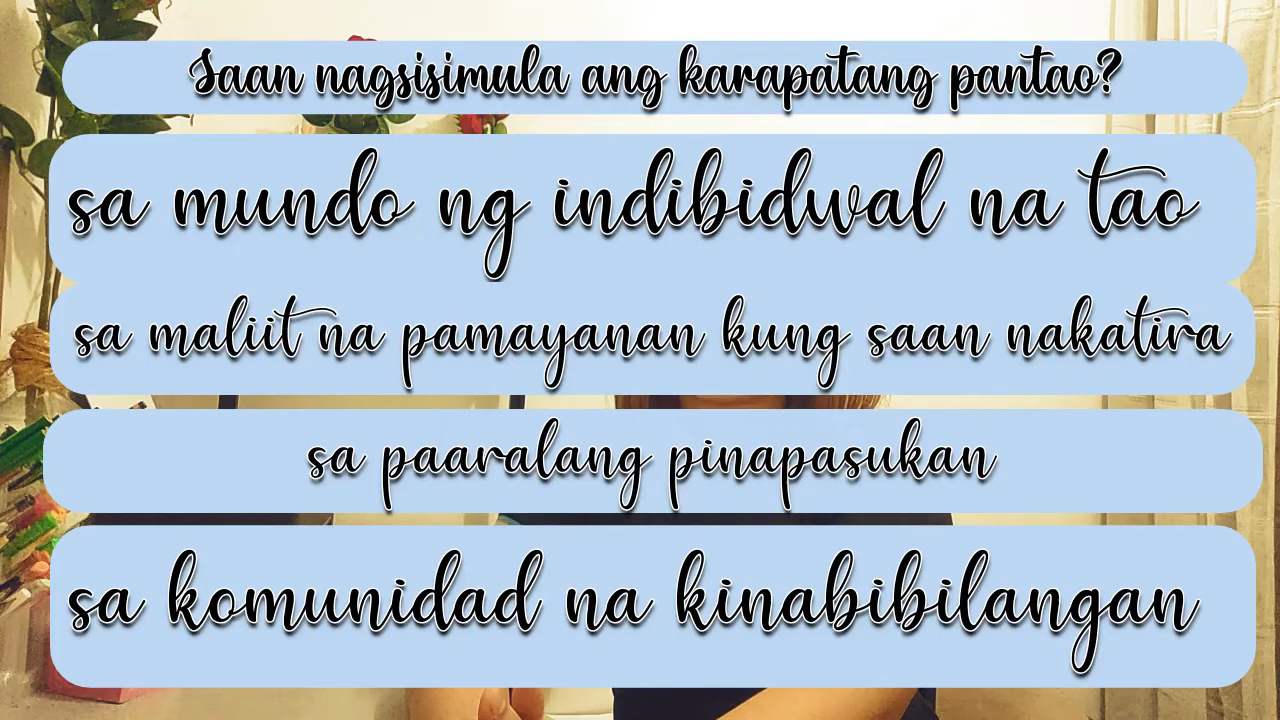 Saan nagsisimula ang karapatang pantao?
sa mundo ng indibidwal na tao
sa maliit na pamayanan kung saan nakatira
sa paaralang pinapasukan
sa komunidad na kinabibilangan